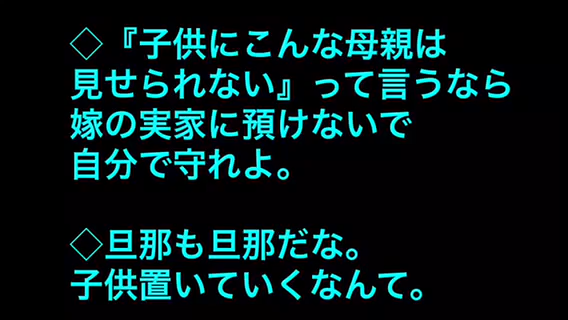 ◇『子供にこんな母親は
見せられない』って言うなら
嫁の実家に預けないで
自分で守れよ。
◇旦那も旦那だな。
子供置いていくなんて。